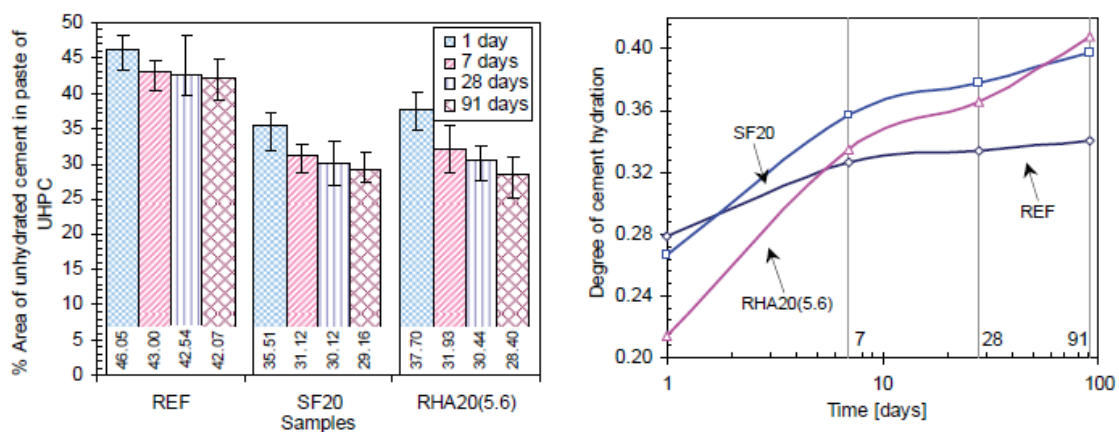 % Area of unhydrated cement in paste of
UHPC
50
45
40
35
30
25
20
15
10
5
0
1 day
7 days
28 days
91 days
46.05
43.00
42.54
42.07
35.51
31.12
30.12
29.16
37.70
31.93
30.44
28.40
REF
SF20
RHA20(5.6)
Samples
Degree of cement hydration
0.40
0.36
0.32
0.28
0.24
0.20
SF20
REF
RHA20(5.6)
7
28
91
1
10
100
Time [days]